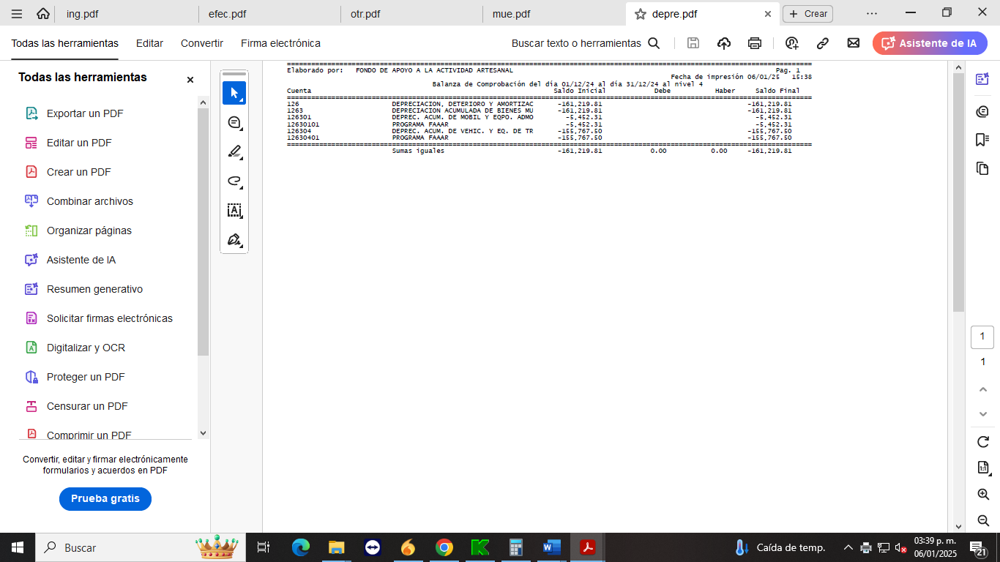 ing.pdf efec.pdf otr.pdf mue.pdf depre.pdf Crear
Todas las herramientas Editar Convertir Firma electrónica Buscar texto o herramientas Asistente de IA
Todas las herramientas
Exportar un PDF
Editar un PDF
Crear un PDF
Combinar archivos
Organizar páginas
Asistente de IA
Resumen generativo
Solicitar firmas electrónicas
Digitalizar y OCR
Proteger un PDF
Censurar un PDF
Comprimir un PDF
Convertir, editar y firmar electrónicamente
formularios y acuerdos en PDF
Prueba gratis
Elaborado por: FONDO DE APOYO A LA ACTIVIDAD ARTESANAL Pag. 1
Fecha de impresión 06/01/25 15:38
Balanza de Comprobación del día 01/12/24 al día 31/12/24 al nivel 4
Cuenta Saldo Inicial Debe Haber Saldo Final
126 DEPRECIACION, DETERIORO Y AMORTIZAC -161,219.81 -161,219.81
1263 DEPRECIACION ACUMULADA DE BIENES MU -161,219.81 -161,219.81
126301 DEPREC. ACUM. DE MOBIL Y EQPO. ADMO -5,452.31 -5,452.31
12630101 PROGRAMA FAAAR -5,452.31 -5,452.31
126304 DEPREC. ACUM. DE VEHIC. Y EQ. DE TR -155,767.50 -155,767.50
12630401 PROGRAMA FAAAR -155,767.50 -155,767.50
Sumas iguales -161,219.81 0.00 0.00 -161,219.81
1
1
1:1
Buscar
Caída de temp.
03:39 p. m.
06/01/2025
21